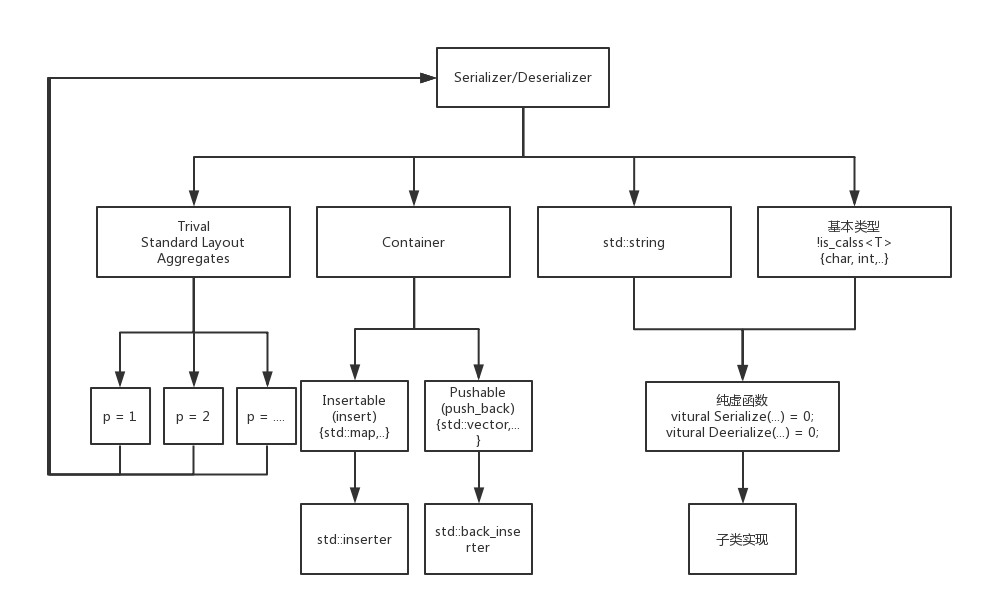 Serializer/Deserializer
Trival
Standard Layout
Aggregates
Container
std::string
基本类型
!is_calss<T>
{char, int,..}
p = 1
p = 2
p = ....
Insertable
(insert)
{std::map,..}
Pushable
(push_back)
{std::vector,...
}
纯虚函数
vitural Serialize(...) = 0;
vitural Deerialize(...) = 0;
std::inserter
std::back_inse
rter
子类实现